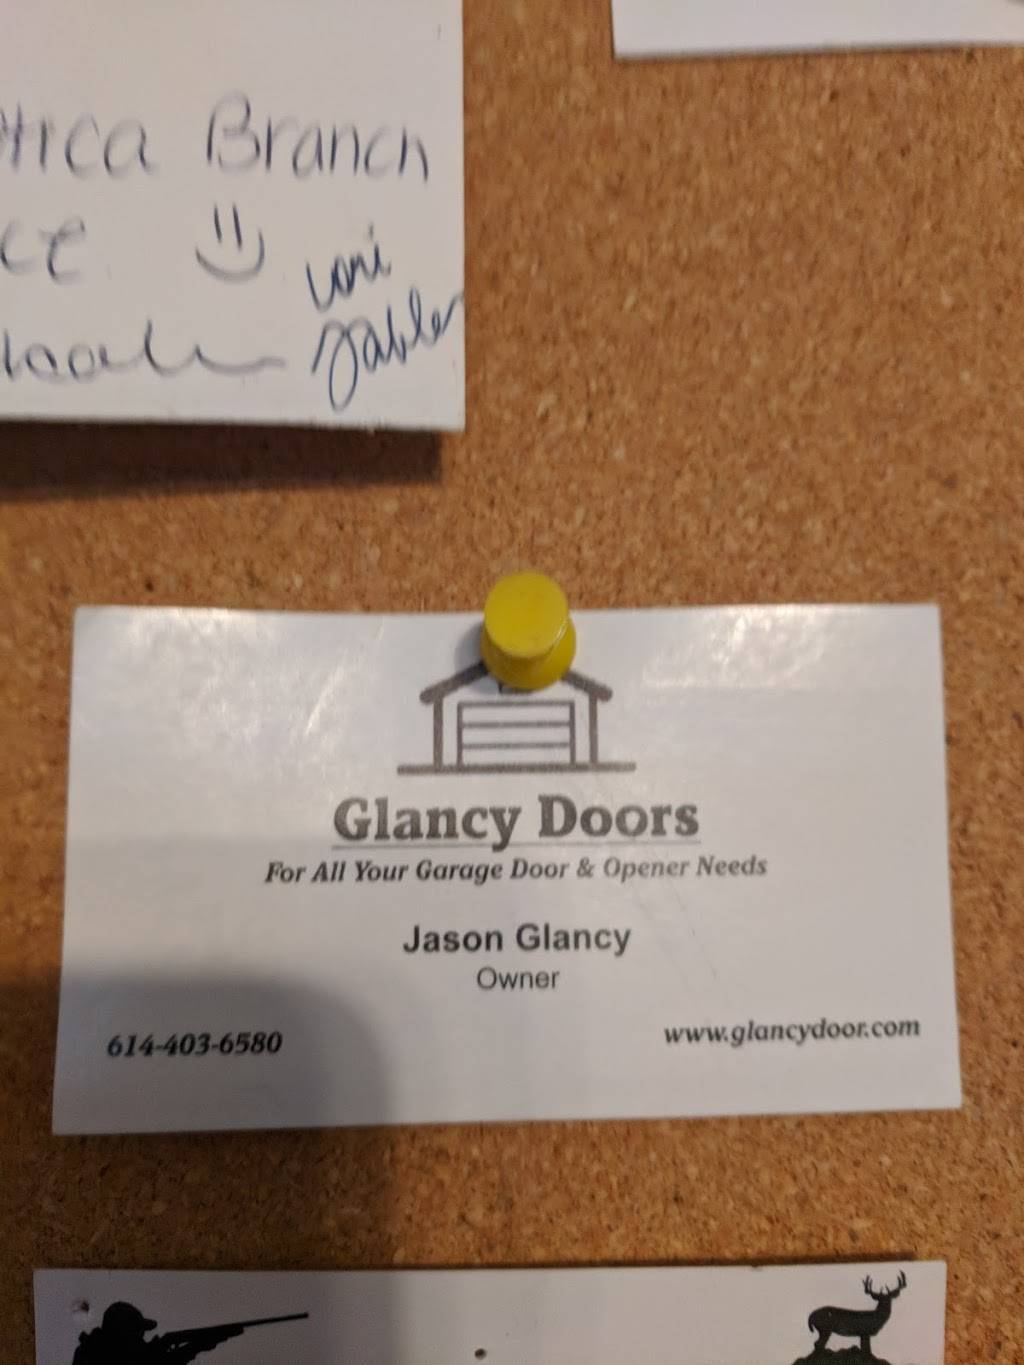 Branch
Glancy Doors
For All Your Garage Door & Opener Needs
Jason Glancy
Owner
614-403-6580
www.glancydoor.com